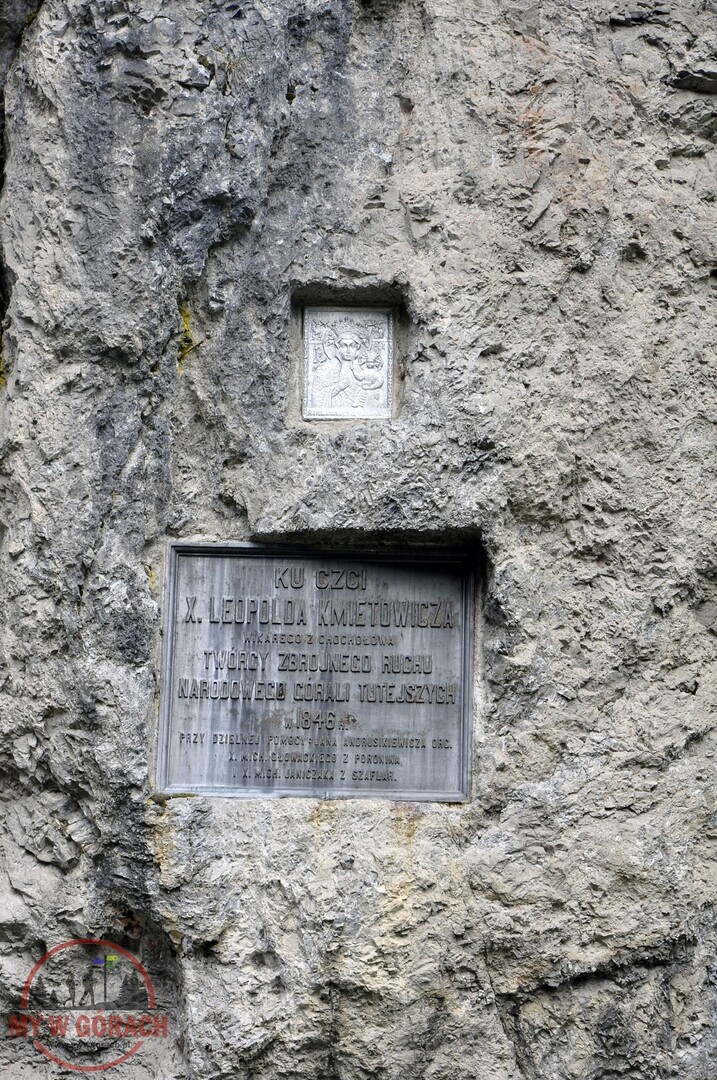 KU CZCI
X. LEOPOLDA KMIETOWICZA
WIKAREGO Z CHOCHOŁOWA
TWÓRCY ZBROJNEGO RUCHU
NARODOWEGO GÓRALI TUTEJSZYCH
W 1846 R.
PRZY DZIELNEJ POMOCY JANA ANDRUSIKIEWICZA ORG.
X. MICH. GŁOWACKIEGO Z PORONINA
I X. MICH. JANICZAKA Z SZAFLAR.
MY W GÓRACH